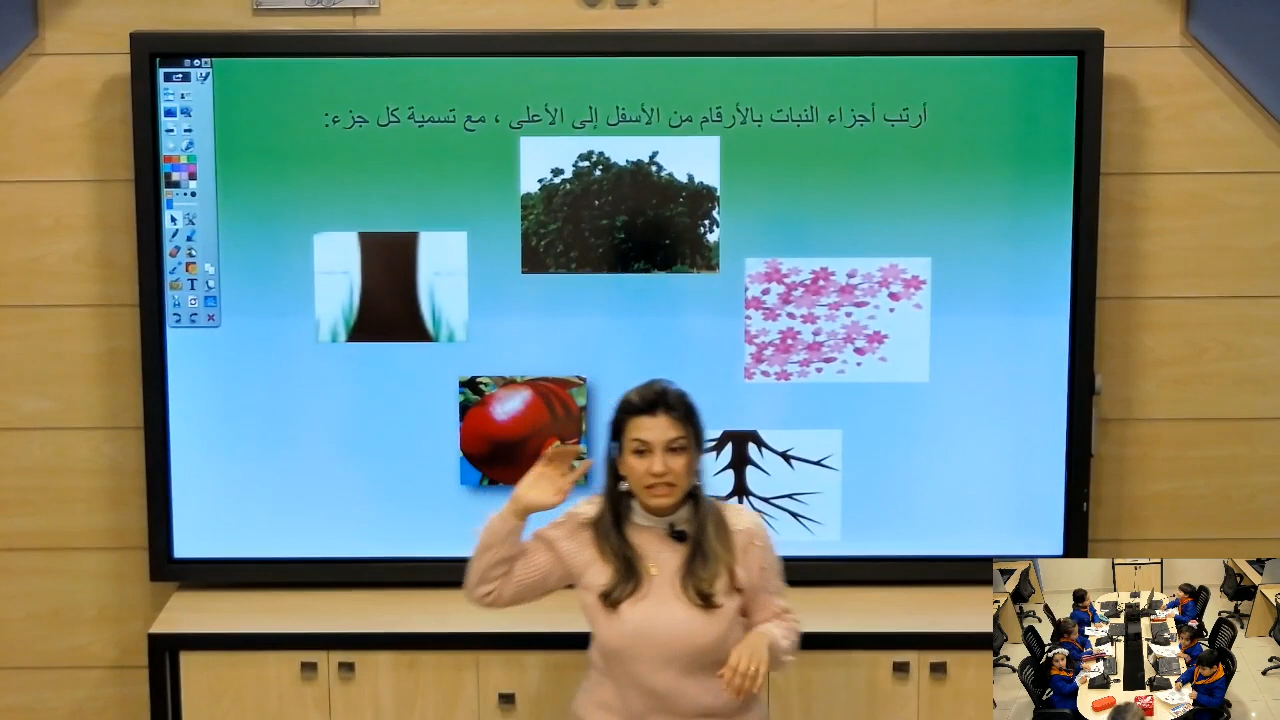 أرتب أجزاء النبات بالأرقام من الأسفل إلى الأعلى ، مع تسمية كل جزء: